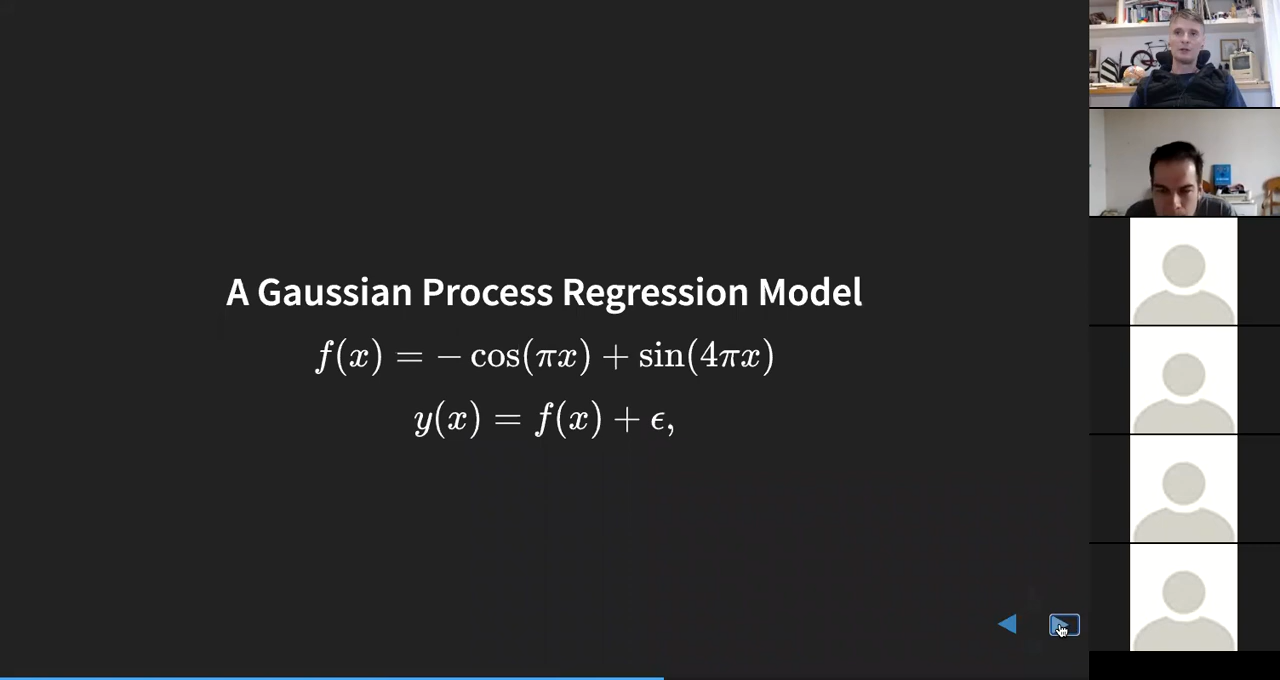 A Gaussian Process Regression Model
f(x) = − cos(πx) + sin(4πx)
y(x) = f(x) + ϵ,